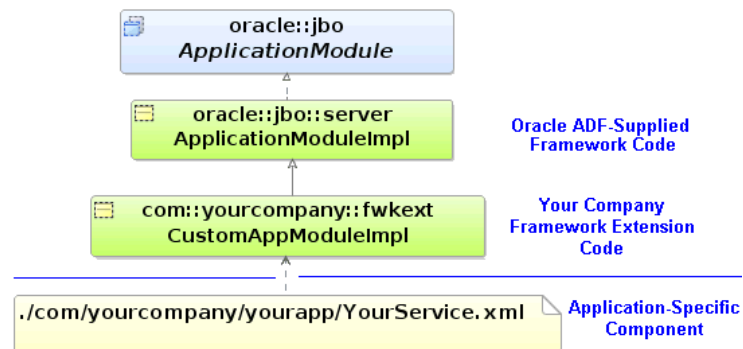 oracle::jbo
ApplicationModule
oracle::jbo::server
ApplicationModuleImpl
Oracle ADF-Supplied
Framework Code
com::yourcompany::fwkext
CustomAppModuleImpl
Your Company
Framework Extension
Code
./com/yourcompany/yourapp/YourService.xml
Application-Specific
Component